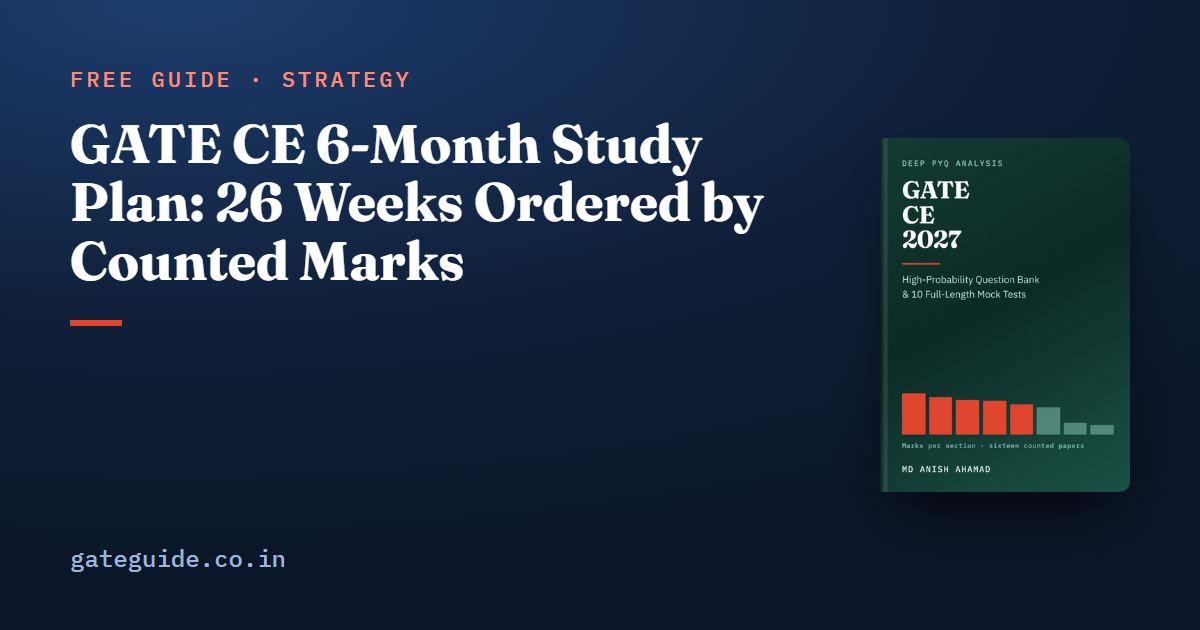 FREE GUIDE · STRATEGY
GATE CE 6-Month Study
Plan: 26 Weeks Ordered by
Counted Marks
gateguide.co.in
DEEP PYQ ANALYSIS
GATE
CE
2027
High-Probability Question Bank
& 10 Full-Length Mock Tests
Marks per section · sixteen counted papers
MD ANISH AHAMAD